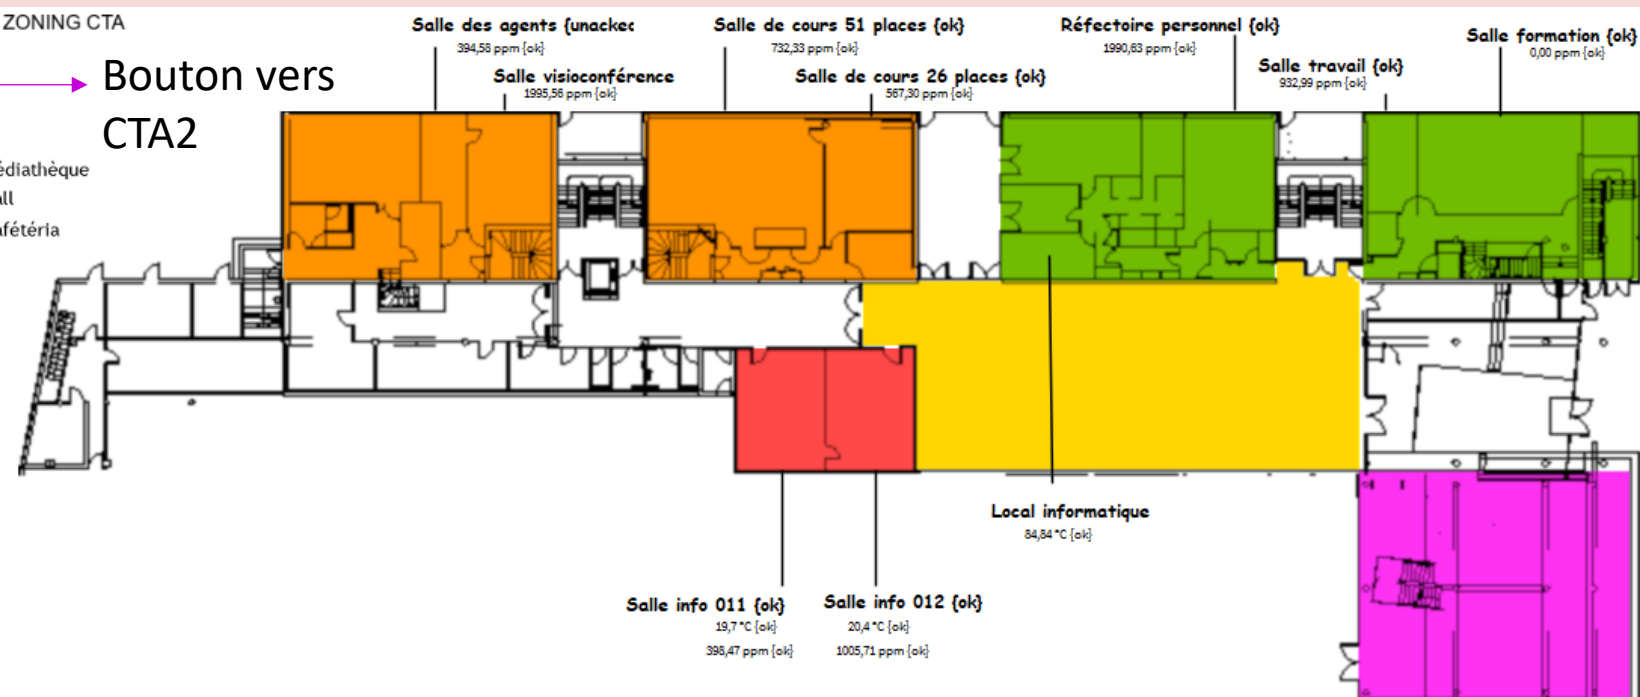 ZONING CTA
Bouton vers
CTA2
Salle des agents {unacked
394,58 ppm {ok}
Salle visioconférence
1995,56 ppm {ok}
Salle de cours 51 places {ok}
732,33 ppm {ok}
Salle de cours 26 places {ok}
567,30 ppm {ok}
Réfectoire personnel {ok}
1990,63 ppm {ok}
Salle travail {ok}
932,99 ppm {ok}
Salle formation {ok}
0,00 ppm {ok}
édiathèque
all
afétéria
Local informatique
84,84 °C {ok}
Salle info 011 {ok}
19,7 °C {ok}
398,47 ppm {ok}
Salle info 012 {ok}
20,4 °C {ok}
1005,71 ppm {ok}